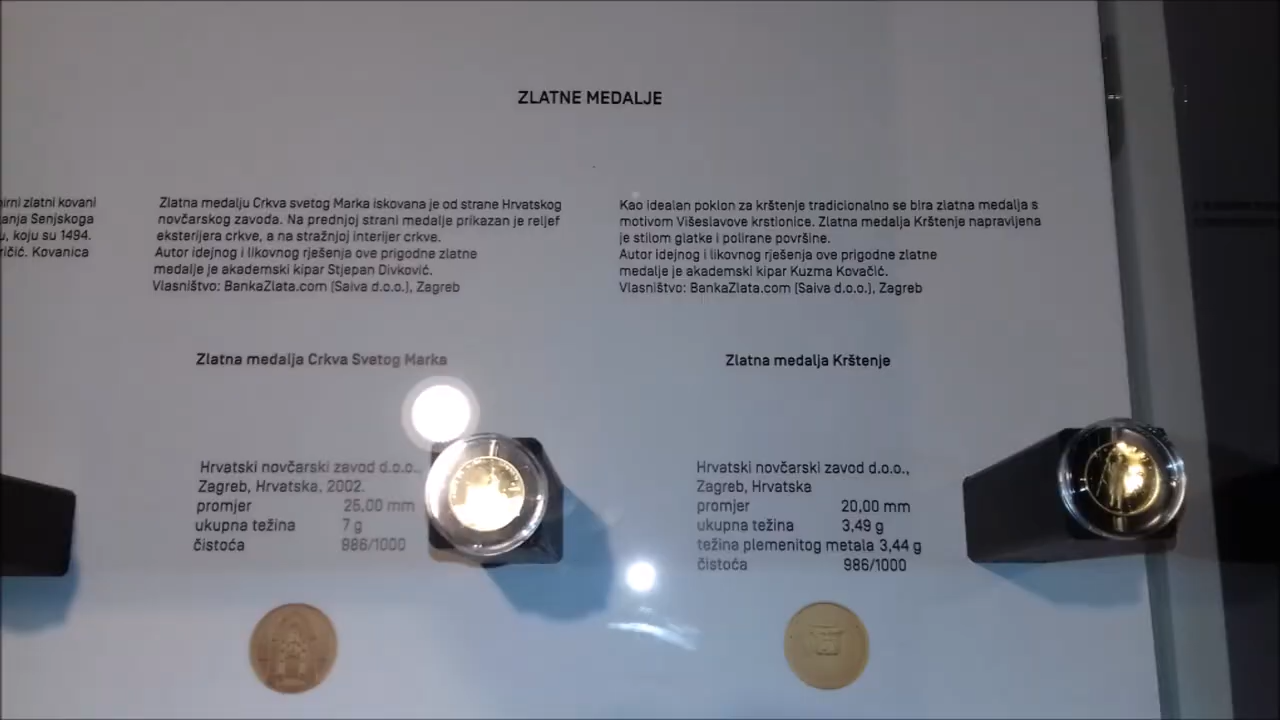 ZLATNE MEDALJE
zlatni kovani
Senjskoga
koju su 1494.
Kovanica
Zlatna medalju Crkva svetog Marka iskovana je od strane Hrvatskog
novčarskog zavoda. Na prednjoj strani medalje prikazan je reljef
eksterijera crkve, a na stražnjoj interijer crkve.
Autor idejnog i likovnog rješenja ove prigodne zlatne
medalje je akademski kipar Stjepan Divković.
Vlasništvo: BankaZlata.com (Saiva d.o.o.), Zagreb
Kao idealan poklon za krštenje tradicionalno se bira zlatna medalja s
motivom Višeslavove krstionice. Zlatna medalja Krštenje napravljena
je stilom glatke i polirane površine.
Autor idejnog i likovnog rješenja ove prigodne zlatne
medalje je akademski kipar Kuzma Kovačić.
Vlasništvo: BankaZlata.com (Saiva d.o.o.), Zagreb
Zlatna medalja Crkva Svetog Marka
Hrvatski novčarski zavod d.o.o.,
Zagreb, Hrvatska, 2002.
promjer 25,00 mm
ukupna težina 7 g
čistoća 986/1000
Zlatna medalja Krštenje
Hrvatski novčarski zavod d.o.o.,
Zagreb, Hrvatska
promjer 20,00 mm
ukupna težina 3,49 g
težina plemenitog metala 3,44 g
čistoća 986/1000